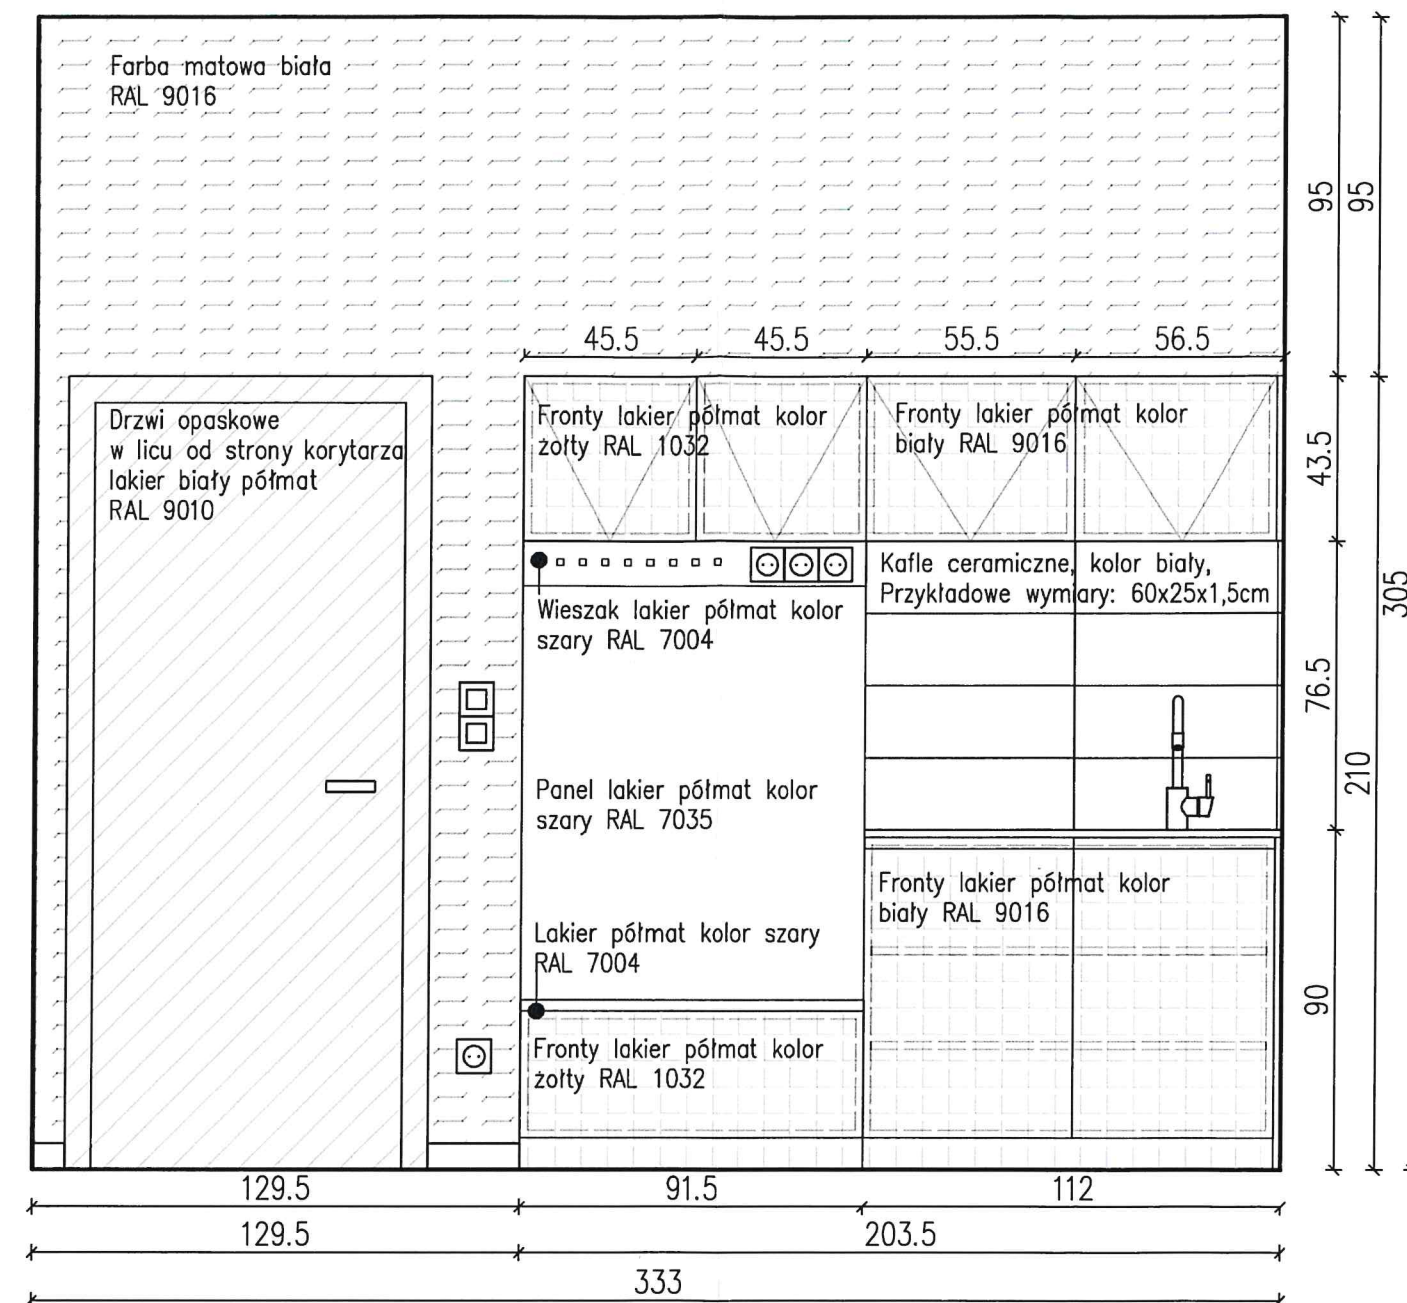 Farba matowa biała
RAL 9016
95
95
45.5
45.5
55.5
56.5
Drzwi opaskowe
w licu od strony korytarza
lakier biały półmat
RAL 9010
Fronty lakier półmat kolor
żołty RAL 1032
Fronty lakier półmat kolor
biały RAL 9016
43.5
Kafle ceramiczne, kolor biały,
Przykładowe wymiary: 60x25x1,5cm
Wieszak lakier półmat kolor
szary RAL 7004
305
76.5
210
Panel lakier półmat kolor
szary RAL 7035
Fronty lakier półmat kolor
biały RAL 9016
Lakier półmat kolor szary
RAL 7004
90
Fronty lakier półmat kolor
żołty RAL 1032
129.5
91.5
112
129.5
203.5
333